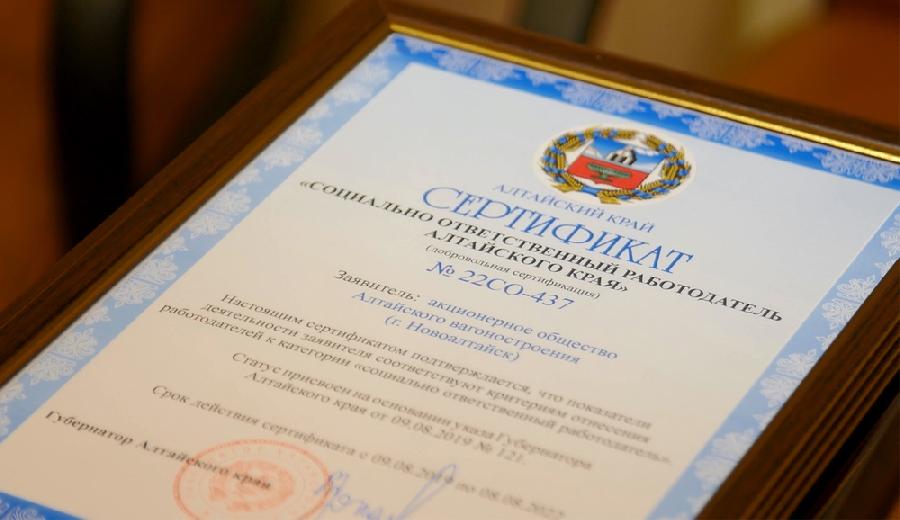 АЛТАЙСКИЙ КРАЙ
СЕРТИФИКАТ
«СОЦИАЛЬНО ОТВЕТСТВЕННЫЙ РАБОТОДАТЕЛЬ
АЛТАЙСКОГО КРАЯ»
(добровольная сертификация)
№ 22СО-437
Заявитель: акционерное общество
Алтайского вагоностроения
(г. Новоалтайск)
Настоящим сертификатом подтверждается, что показатели
деятельности заявителя соответствуют критериям отнесения
работодателей к категории «социально ответственный работодатель».
Статус присвоен на основании указа Губернатора
Алтайского края от 09.08.2019 № 121.
Срок действия сертификата с 09.08.2019 по 08.08.2022
Губернатор Алтайского края